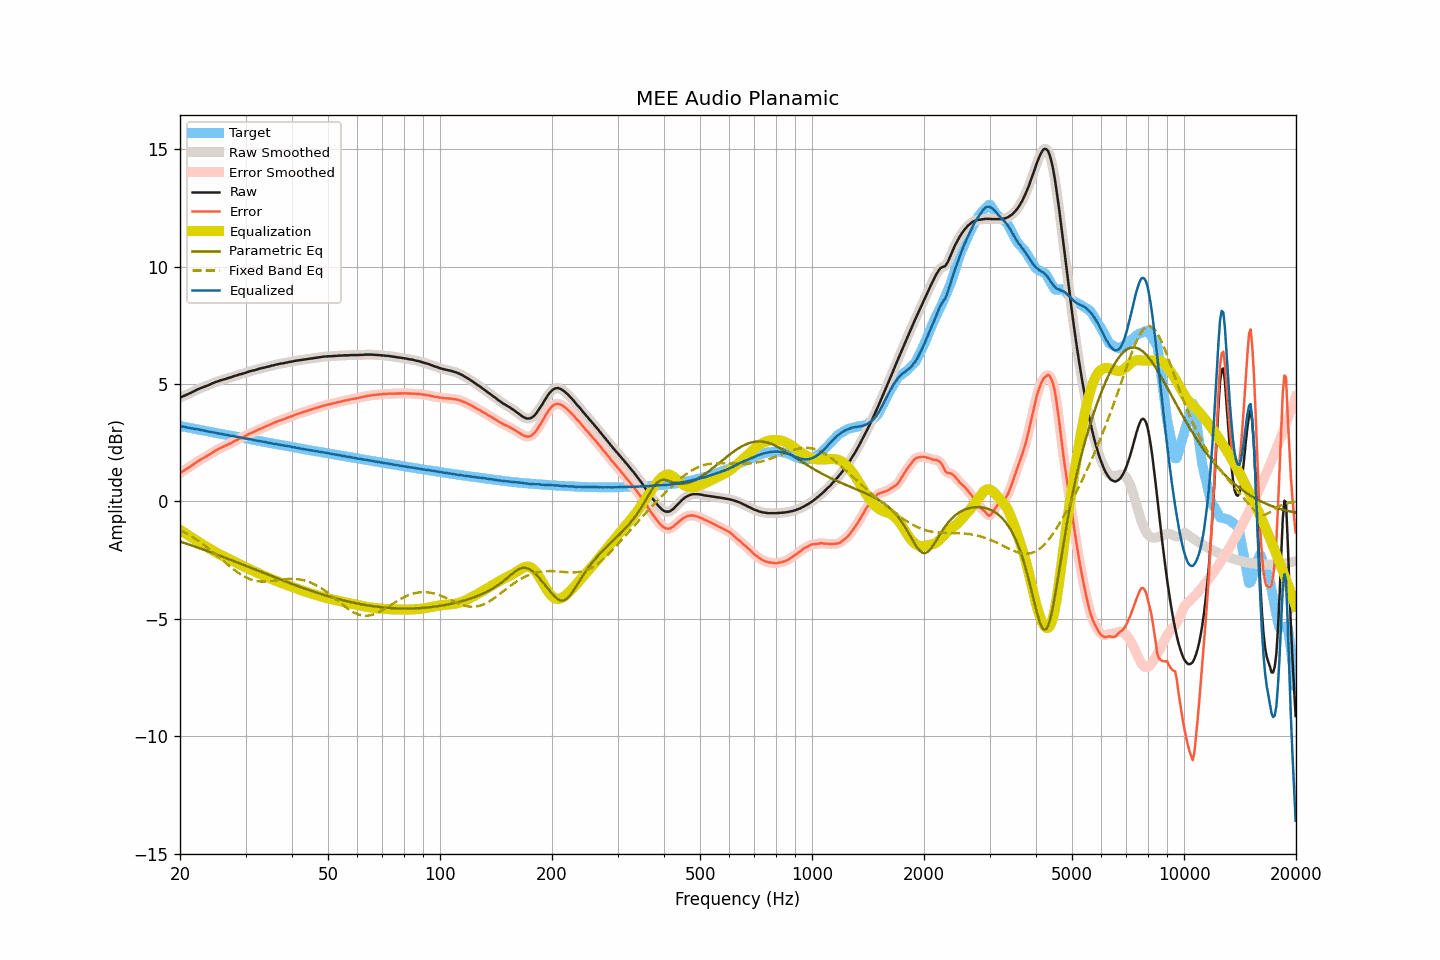 MEE Audio Planamic
Target
Raw Smoothed
Error Smoothed
Raw
Error
Equalization
Parametric Eq
Fixed Band Eq
Equalized
15
10
5
0
−5
−10
−15
Amplitude (dBr)
20 50 100 200 500 1000 2000 5000 10000 20000
Frequency (Hz)